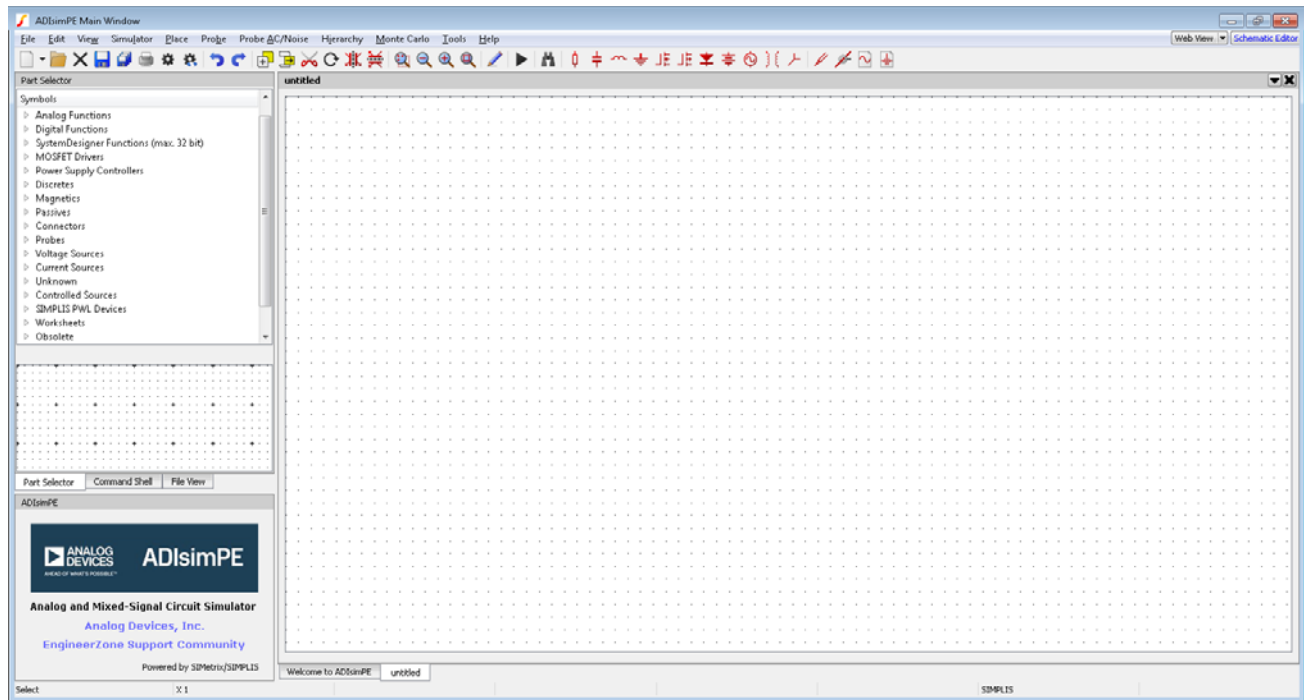 ADIsimPE Main Window
File Edit View Simulator Place Probe Probe AC/Noise Hierarchy Monte Carlo Tools Help
Web View Schematic Editor
Part Selector
untitled
Symbols
Analog Functions
Digital Functions
SystemDesigner Functions (max. 32 bit)
MOSFET Drivers
Power Supply Controllers
Discretes
Magnetics
Passives
Connectors
Probes
Voltage Sources
Current Sources
Unknown
Controlled Sources
SIMPLIS PWL Devices
Worksheets
Obsolete
Part Selector Command Shell File View
ADIsimPE
ANALOG
DEVICES
AHEAD OF WHAT'S POSSIBLE™
ADIsimPE
Analog and Mixed-Signal Circuit Simulator
Analog Devices, Inc.
EngineerZone Support Community
Powered by SIMetrix/SIMPLIS
Welcome to ADIsimPE untitled
Select X 1 SIMPLIS